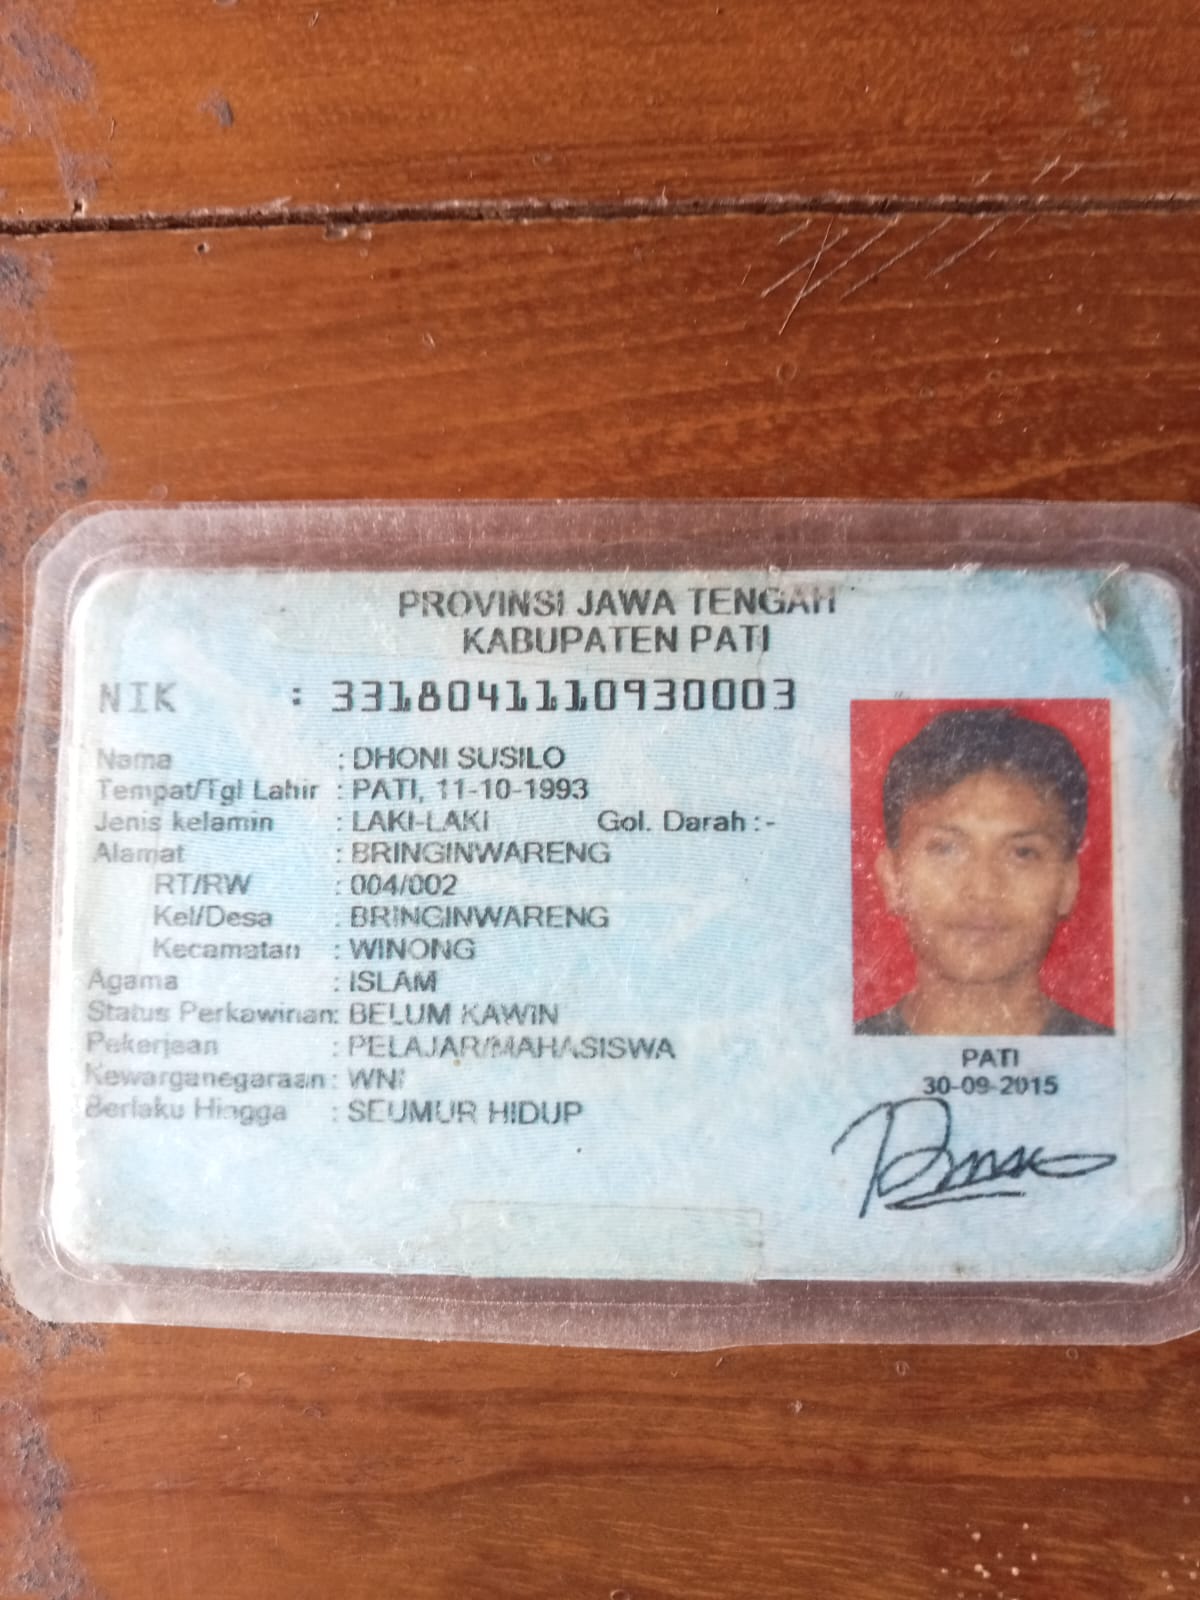 PROVINSI JAWA TENGAH
KABUPATEN PATI
NIK : 3318041110930003
Nama : DHONI SUSILO
Tempat/Tgl Lahir : PATI, 11-10-1993
Jenis kelamin : LAKI-LAKI Gol. Darah : -
Alamat : BRINGINWARENG
RT/RW : 004/002
Kel/Desa : BRINGINWARENG
Kecamatan : WINONG
Agama : ISLAM
Status Perkawinan: BELUM KAWIN
Pekerjaan : PELAJAR/MAHASISWA
Kewarganegaraan : WNI
Berlaku Hingga : SEUMUR HIDUP
PATI
30-09-2015